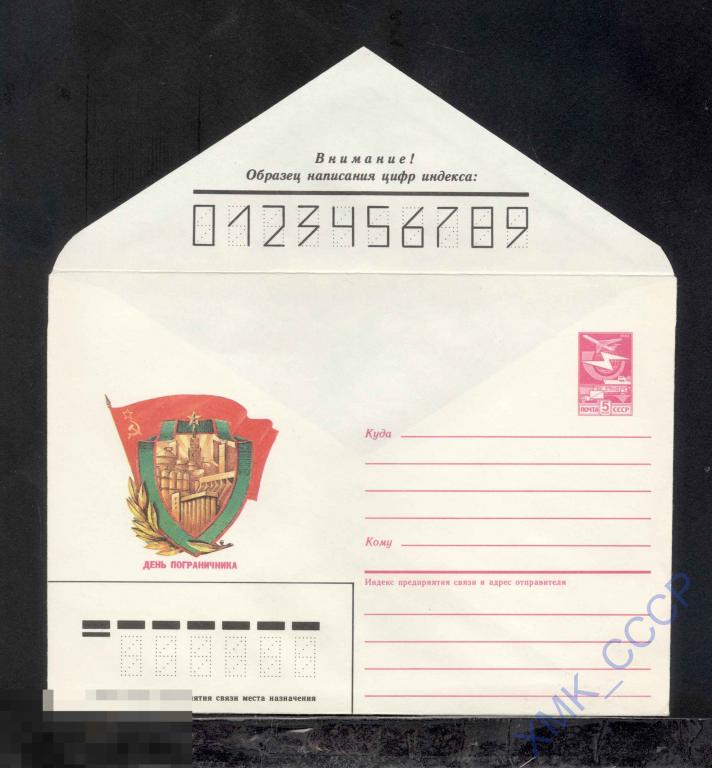 Внимание!
Образец написания цифр индекса:
0123456789
ПОЧТА 5 СССР
Куда
ДЕНЬ ПОГРАНИЧНИКА
Кому
Индекс предприятия связи и адрес отправителя
связи места назначения
ХМК_СССР